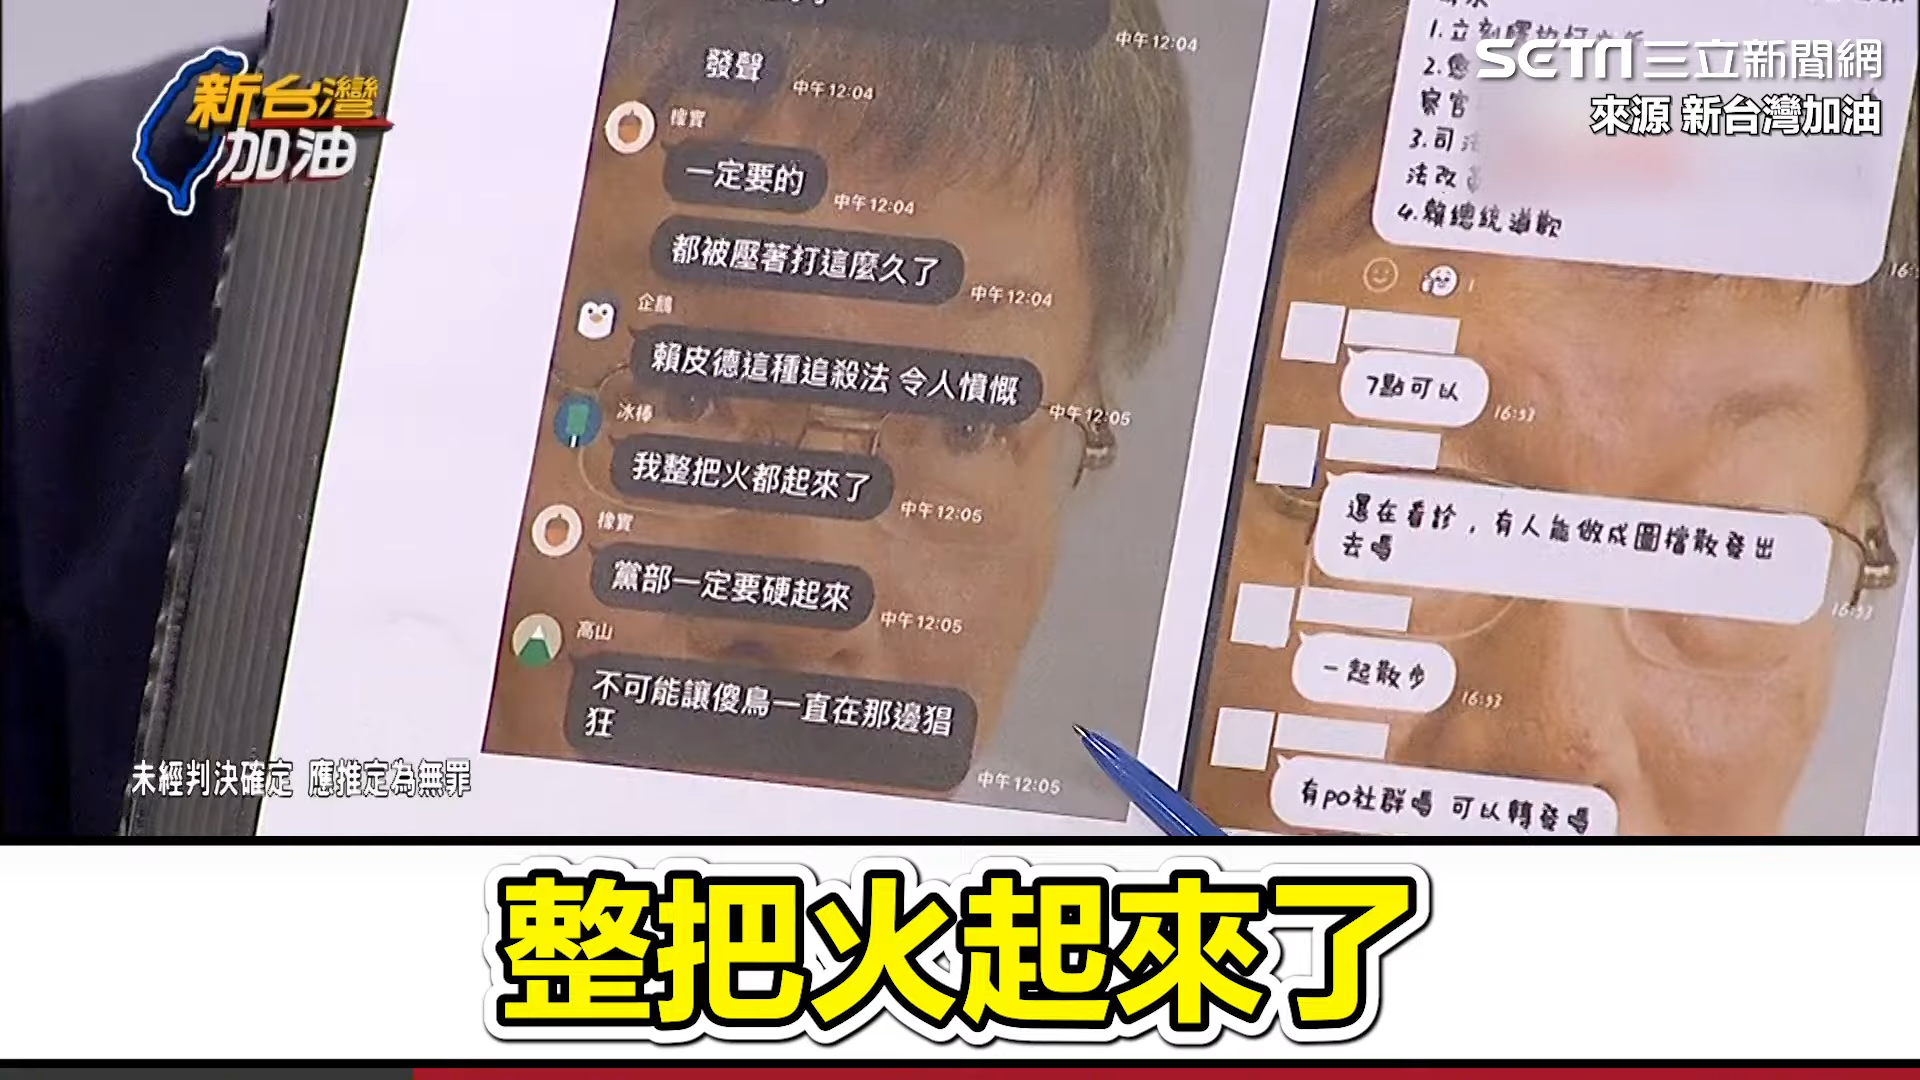 新台灣
加油
SETN三立新聞網
來源 新台灣加油
中午12:04
發聲
中午12:04
橡實
一定要的
中午12:04
都被壓著打這麼久了
中午12:04
企鵝
賴皮德這種追殺法 令人憤慨
中午12:05
冰棒
我整把火都起來了
中午12:05
橡實
黨部一定要硬起來
中午12:05
高山
不可能讓傻鳥一直在那邊猖
狂
中午12:05
1.立刻
2.您
察官
3.司法
法改
4.賴總統道歉
1
16:
7點可以
16:53
還在看診，有人能做成圖檔散發出
去嗎
16:53
一起散步
16:53
有po社群嗎 可以轉發嗎
未經判決確定 應推定為無罪
整把火起來了